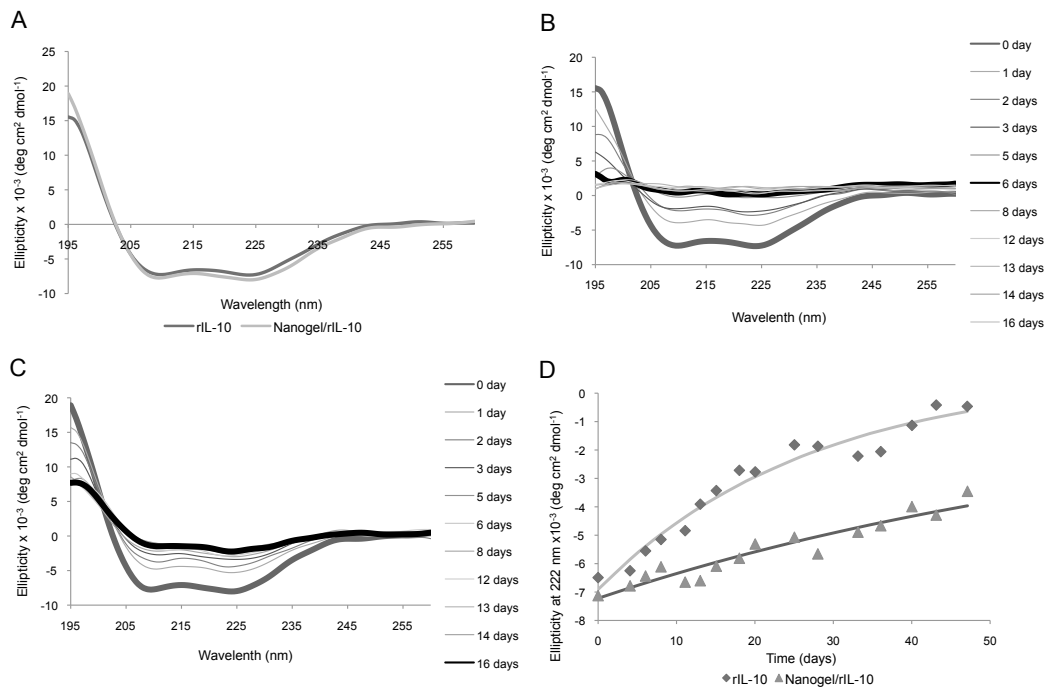 A
Ellipticity x 10⁻³ (deg cm² dmol⁻¹)
25
20
15
10
5
0
-5
-10
195
205
215
225
235
245
255
Wavelength (nm)
rIL-10
Nanogel/rIL-10
B
Ellipticity x 10⁻³ (deg cm² dmol⁻¹)
20
15
10
5
0
-5
-10
195
205
215
225
235
245
255
Wavelenth (nm)
0 day
1 day
2 days
3 days
5 days
6 days
8 days
12 days
13 days
14 days
16 days
C
Ellipticity x 10⁻³ (deg cm² dmol⁻¹)
20
15
10
5
0
-5
-10
195
205
215
225
235
245
255
Wavelenth (nm)
0 day
1 day
2 days
3 days
5 days
6 days
8 days
12 days
13 days
14 days
16 days
D
Ellipticity at 222 nm x10⁻³ (deg cm² dmol⁻¹)
0
-1
-2
-3
-4
-5
-6
-7
-8
0
10
20
30
40
50
Time (days)
rIL-10
Nanogel/rIL-10